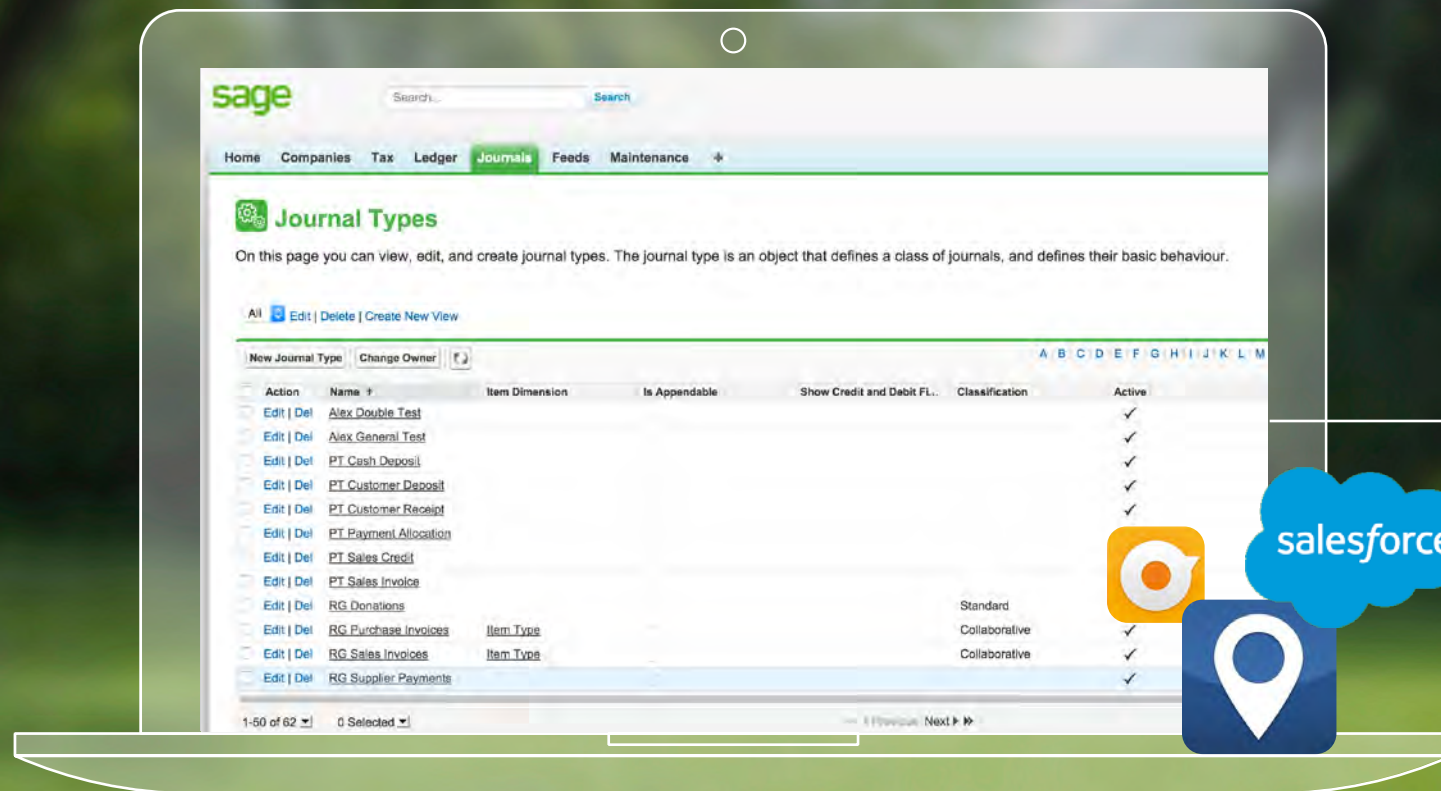 sage Search... Search
Home Companies Tax Ledger Journals Feeds Maintenance +
Journal Types
On this page you can view, edit, and create journal types. The journal type is an object that defines a class of journals, and defines their basic behaviour.
All Edit | Delete | Create New View
New Journal Type Change Owner A B C D E F G H I J K L M
Action Name Item Dimension Is Appendable Show Credit and Debit Fi... Classification Active
Edit | Del Alex Double Test ✓
Edit | Del Alex General Test ✓
Edit | Del PT Cash Deposit ✓
Edit | Del PT Customer Deposit ✓
Edit | Del PT Customer Receipt ✓
Edit | Del PT Payment Allocation
Edit | Del PT Sales Credit
Edit | Del PT Sales Invoice
Edit | Del RG Donations Standard
Edit | Del RG Purchase Invoices Item Type Collaborative ✓
Edit | Del RG Sales Invoices Item Type Collaborative ✓
Edit | Del RG Supplier Payments ✓
1-50 of 62 0 Selected Previous Next
salesforce